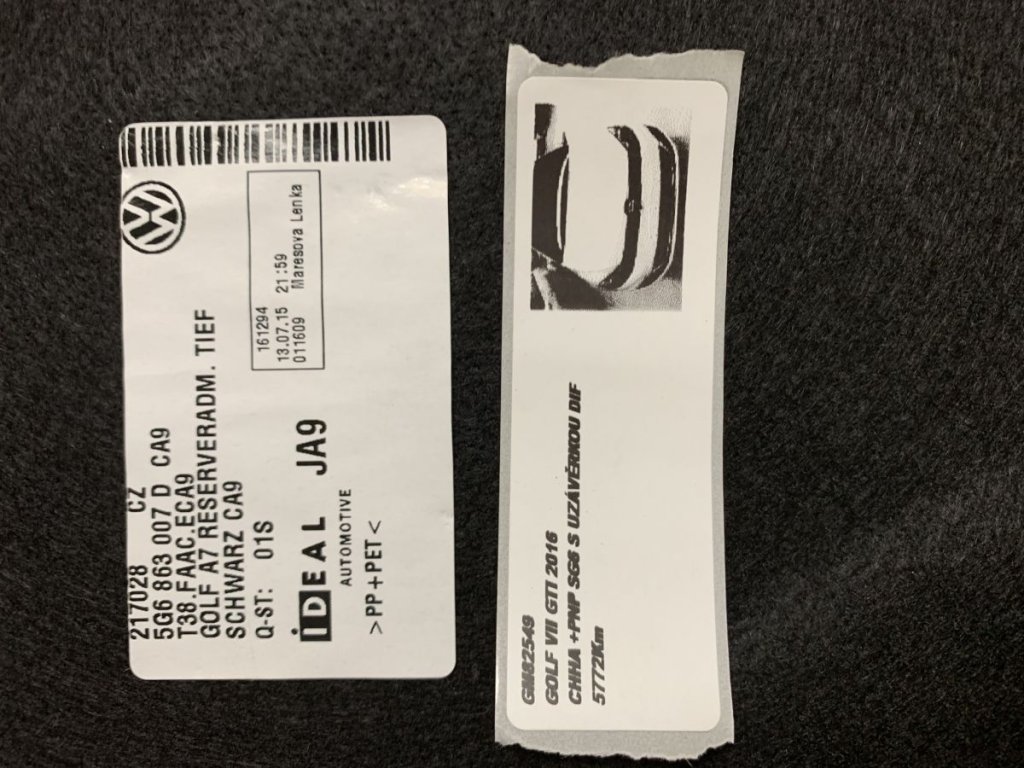 217028 CZ
5G6 863 007 D CA9
T38.FAAC.ECA9
GOLF A7 RESERVERADM. TIEF
SCHWARZ CA9
Q-ST: 01S
161294
13.07.15 21:59
011609 Maresova Lenka
iDEAL JA9
AUTOMOTIVE
>PP+PET<
GM82549
GOLF VII GTI 2016
CHHA +PNP SG6 S UZÁVĚRKOU DIF
5772Km